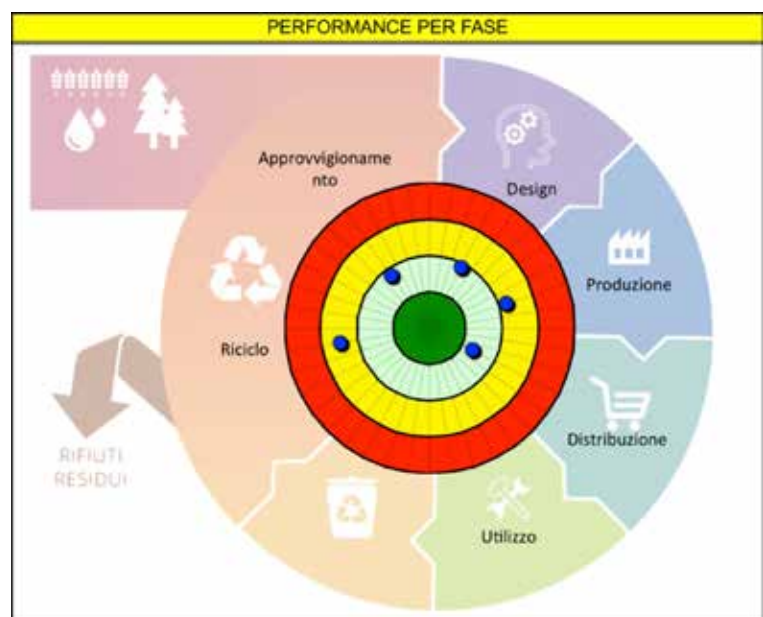 PERFORMANCE PER FASE
Approvvigioname
nto
Design
Produzione
Riciclo
Distribuzione
RIFIUTI
RESIDUI
Utilizzo